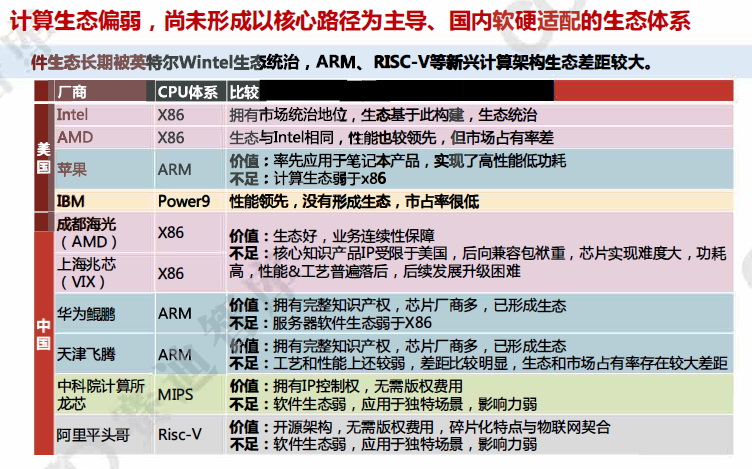 计算生态偏弱，尚未形成以核心路径为主导、国内软硬适配的生态体系
件生态长期被英特尔Wintel生态统治，ARM、RISC-V等新兴计算架构生态差距较大。
厂商 CPU体系 比较
美国
Intel X86 拥有市场统治地位，生态基于此构建，生态统治
AMD X86 生态与Intel相同，性能也较领先，但市场占有率差
苹果 ARM 价值：率先应用于笔记本产品，实现了高性能低功耗
不足：计算生态弱于x86
IBM Power9 性能领先，没有形成生态，市占率很低
中国
成都海光
（AMD） X86
上海兆芯
（VIX） X86
价值：生态好，业务连续性保障
不足：核心知识产品IP受限于美国，后向兼容包袱重，芯片实现难度大，功耗
高，性能&工艺普遍落后，后续发展升级困难
华为鲲鹏 ARM 价值：拥有完整知识产权，芯片厂商多，已形成生态
不足：服务器软件生态弱于X86
天津飞腾 ARM 价值：拥有完整知识产权，芯片厂商多，已形成生态
不足：工艺和性能上还较弱，差距比较明显，生态和市场占有率存在较大差距
中科院计算所
龙芯 MIPS 价值：拥有IP控制权，无需版权费用
不足：软件生态弱，应用于独特场景，影响力弱
阿里平头哥 Risc-V 价值：开源架构，无需版权费用，碎片化特点与物联网契合
不足：软件生态弱，应用于独特场景，影响力弱